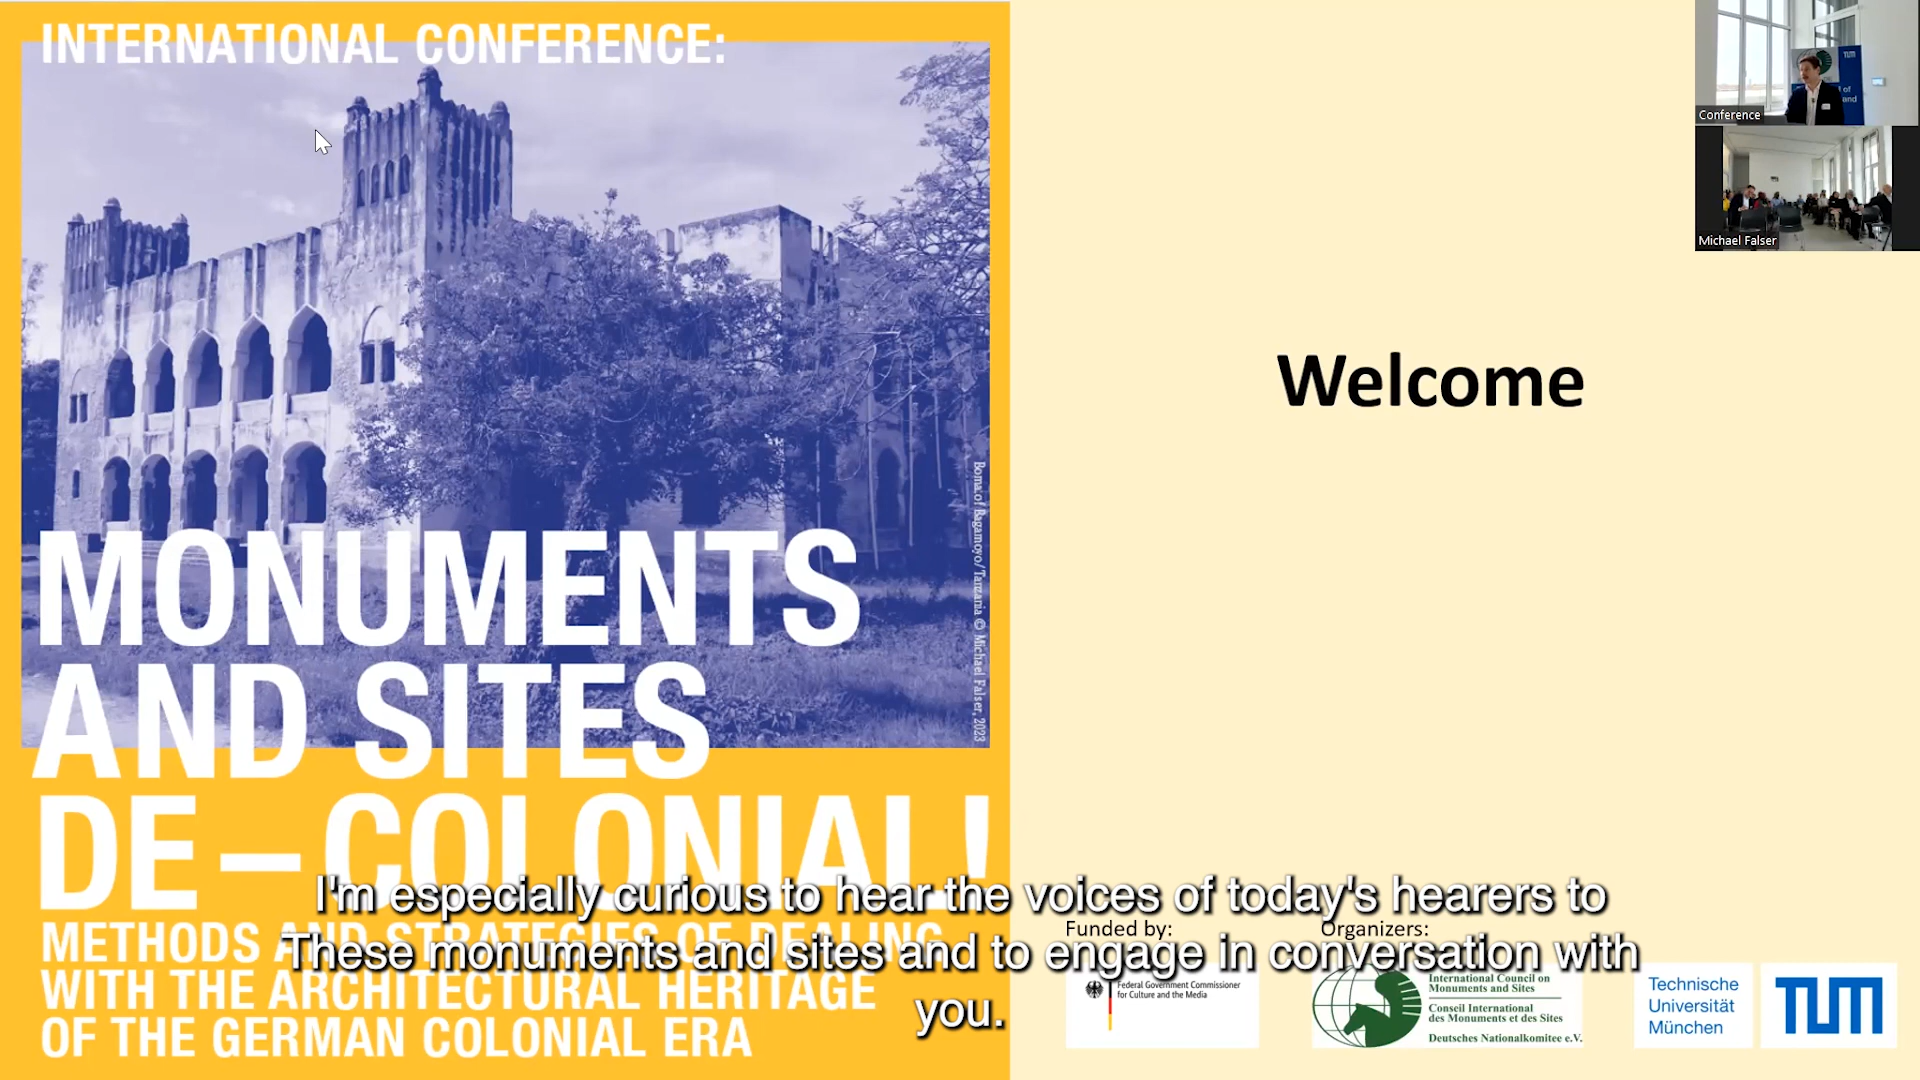 INTERNATIONAL CONFERENCE:
MONUMENTS
AND SITES
DE – COLONIAL!
METHODS AND STRATEGIES OF DEALING
WITH THE ARCHITECTURAL HERITAGE
OF THE GERMAN COLONIAL ERA
Boma of Bagamoyo/Tanzania © Michael Falser, 2023
Welcome
Conference
Michael Falser
I'm especially curious to hear the voices of today's hearers to
These monuments and sites and to engage in conversation with
you.
Funded by:
Federal Government Commissioner
for Culture and the Media
Organizers:
International Council on
Monuments and Sites
Conseil International
des Monuments et des Sites
Deutsches Nationalkomitee e.V.
Technische
Universität
München
TUM